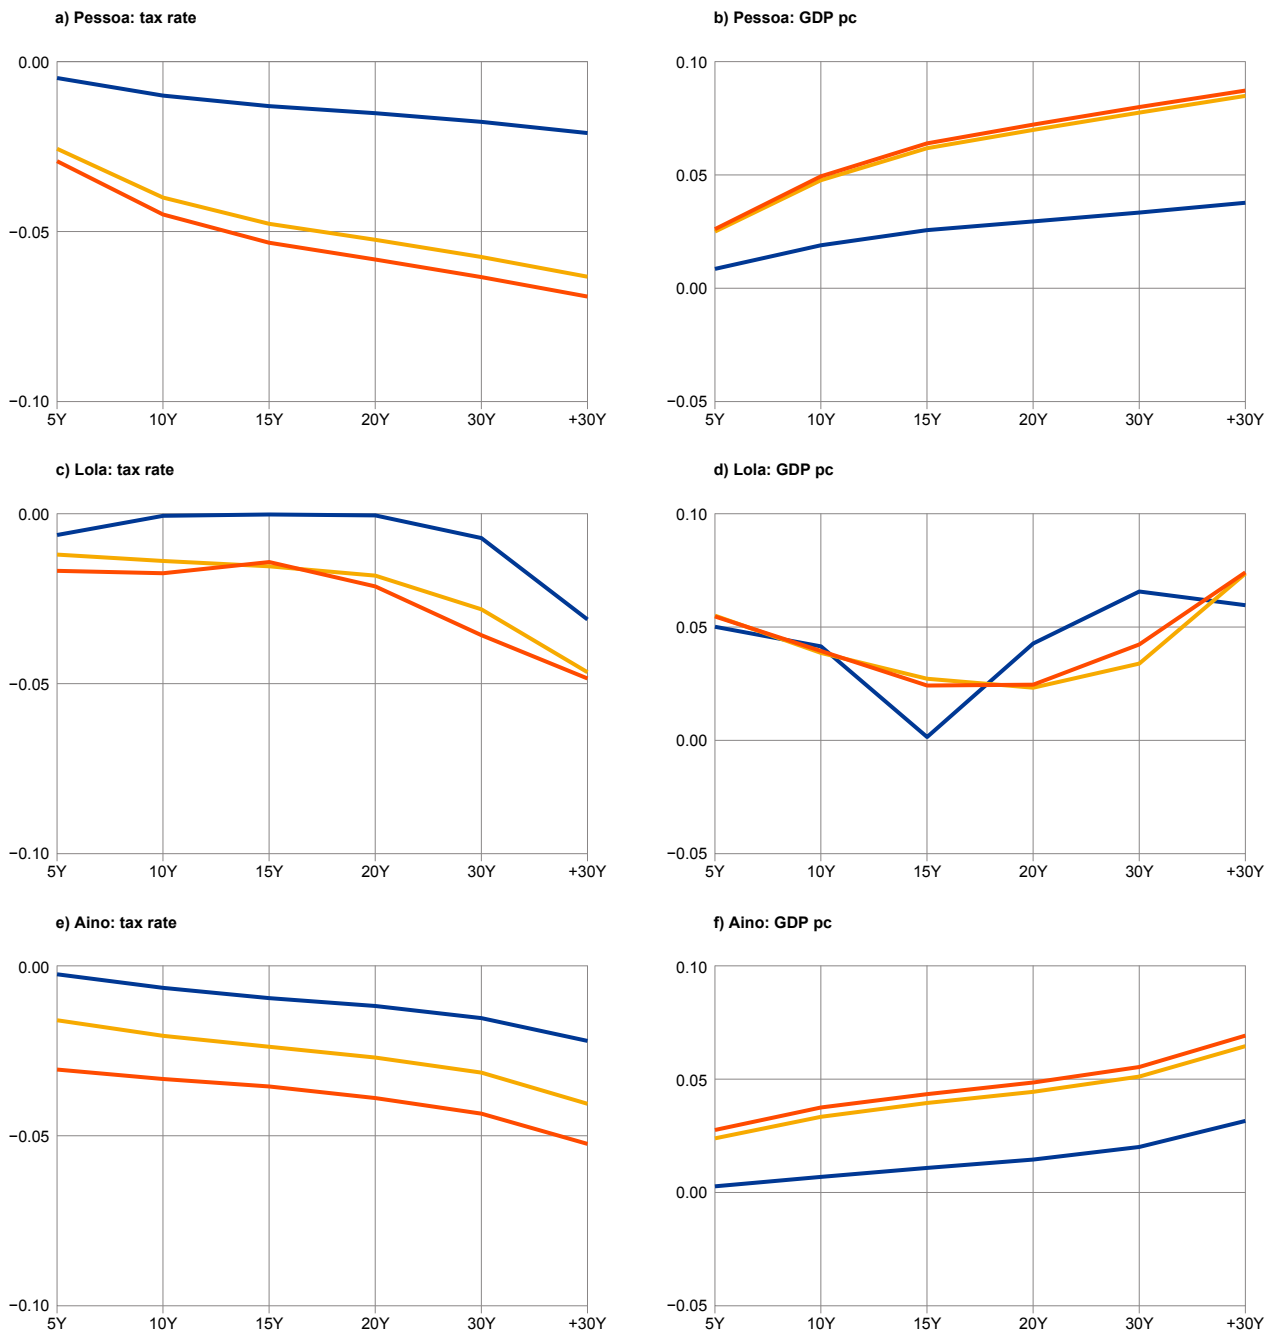 a) Pessoa: tax rate
b) Pessoa: GDP pc
0.00
−0.05
−0.10
5Y 10Y 15Y 20Y 30Y +30Y
0.10
0.05
0.00
−0.05
5Y 10Y 15Y 20Y 30Y +30Y
c) Lola: tax rate
d) Lola: GDP pc
0.00
−0.05
−0.10
5Y 10Y 15Y 20Y 30Y +30Y
0.10
0.05
0.00
−0.05
5Y 10Y 15Y 20Y 30Y +30Y
e) Aino: tax rate
f) Aino: GDP pc
0.00
−0.05
−0.10
5Y 10Y 15Y 20Y 30Y +30Y
0.10
0.05
0.00
−0.05
5Y 10Y 15Y 20Y 30Y +30Y